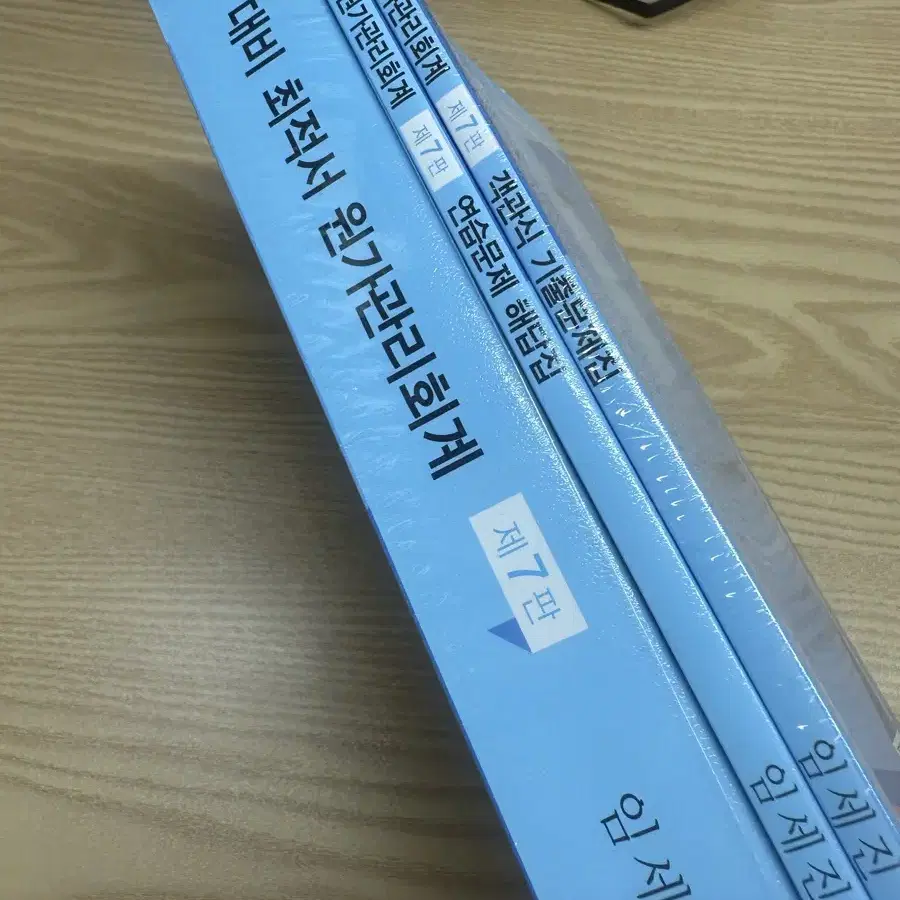 대비 최적서 원가관리회계 제7판 임세
원가관리회계 제7판 연습문제 해답집 임세진
관리회계 제7판 객관식 기출문제집 임세진